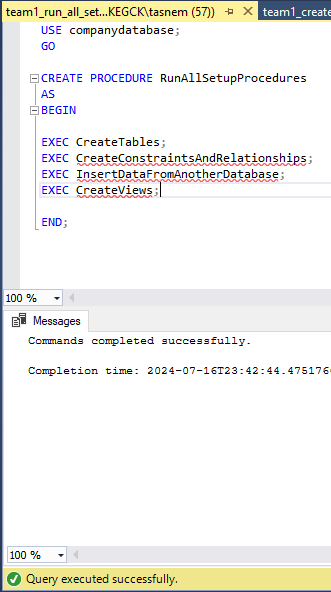 team1_run_all_set...KEGCK\tasnem (57))
team1_create
USE companydatabase;
GO
CREATE PROCEDURE RunAllSetupProcedures
AS
BEGIN
EXEC CreateTables;
EXEC CreateConstraintsAndRelationships;
EXEC InsertDataFromAnotherDatabase;
EXEC CreateViews;
END;
100 %
Messages
Commands completed successfully.
Completion time: 2024-07-16T23:42:44.475176
100 %
Query executed successfully.